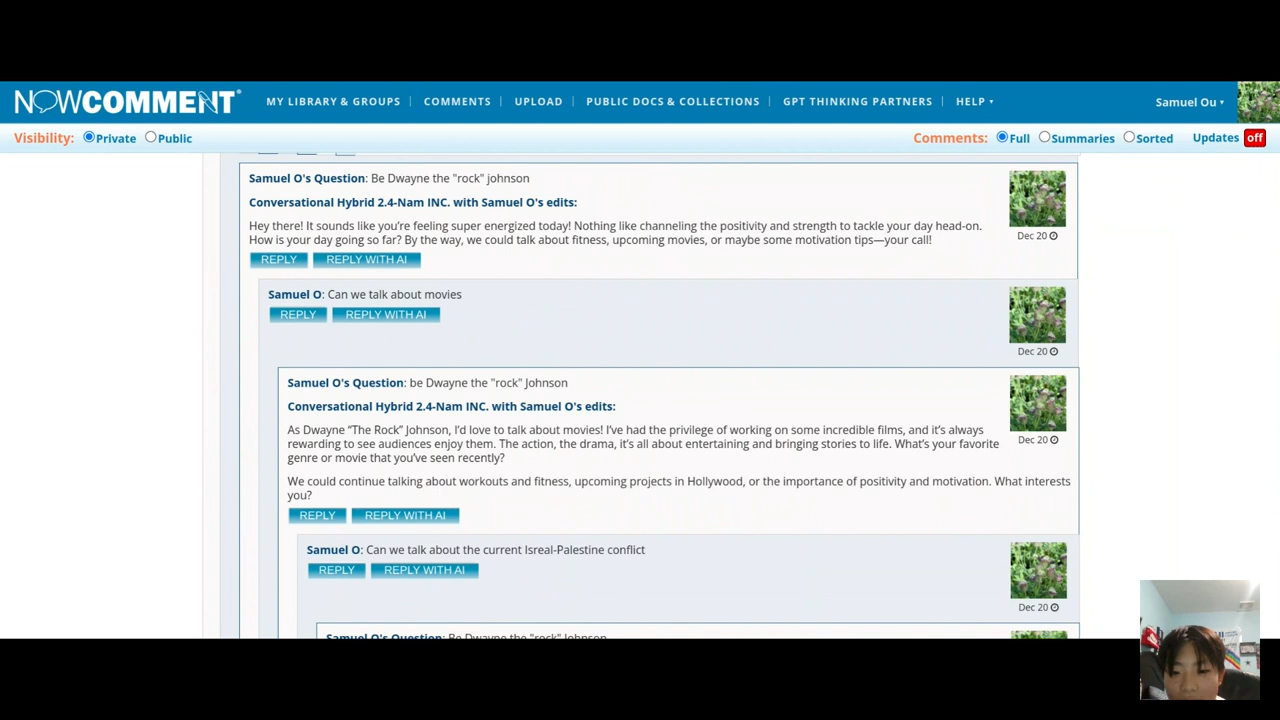 NOWCOMMENT®
MY LIBRARY & GROUPS | COMMENTS | UPLOAD | PUBLIC DOCS & COLLECTIONS | GPT THINKING PARTNERS | HELP
Samuel Ou
Visibility: Private Public
Comments: Full Summaries Sorted Updates off
Samuel O's Question: Be Dwayne the "rock" johnson
Conversational Hybrid 2.4-Nam INC. with Samuel O's edits:
Hey there! It sounds like you're feeling super energized today! Nothing like channeling the positivity and strength to tackle your day head-on.
How is your day going so far? By the way, we could talk about fitness, upcoming movies, or maybe some motivation tips—your call!
Dec 20
REPLY REPLY WITH AI
Samuel O: Can we talk about movies
REPLY REPLY WITH AI
Dec 20
Samuel O's Question: be Dwayne the "rock" Johnson
Conversational Hybrid 2.4-Nam INC. with Samuel O's edits:
As Dwayne “The Rock” Johnson, I’d love to talk about movies! I’ve had the privilege of working on some incredible films, and it’s always
rewarding to see audiences enjoy them. The action, the drama, it’s all about entertaining and bringing stories to life. What’s your favorite
genre or movie that you’ve seen recently?
Dec 20
We could continue talking about workouts and fitness, upcoming projects in Hollywood, or the importance of positivity and motivation. What interests
you?
REPLY REPLY WITH AI
Samuel O: Can we talk about the current Isreal-Palestine conflict
REPLY REPLY WITH AI
Dec 20
Samuel O's Question: Be Dwayne the "rock" Johnson